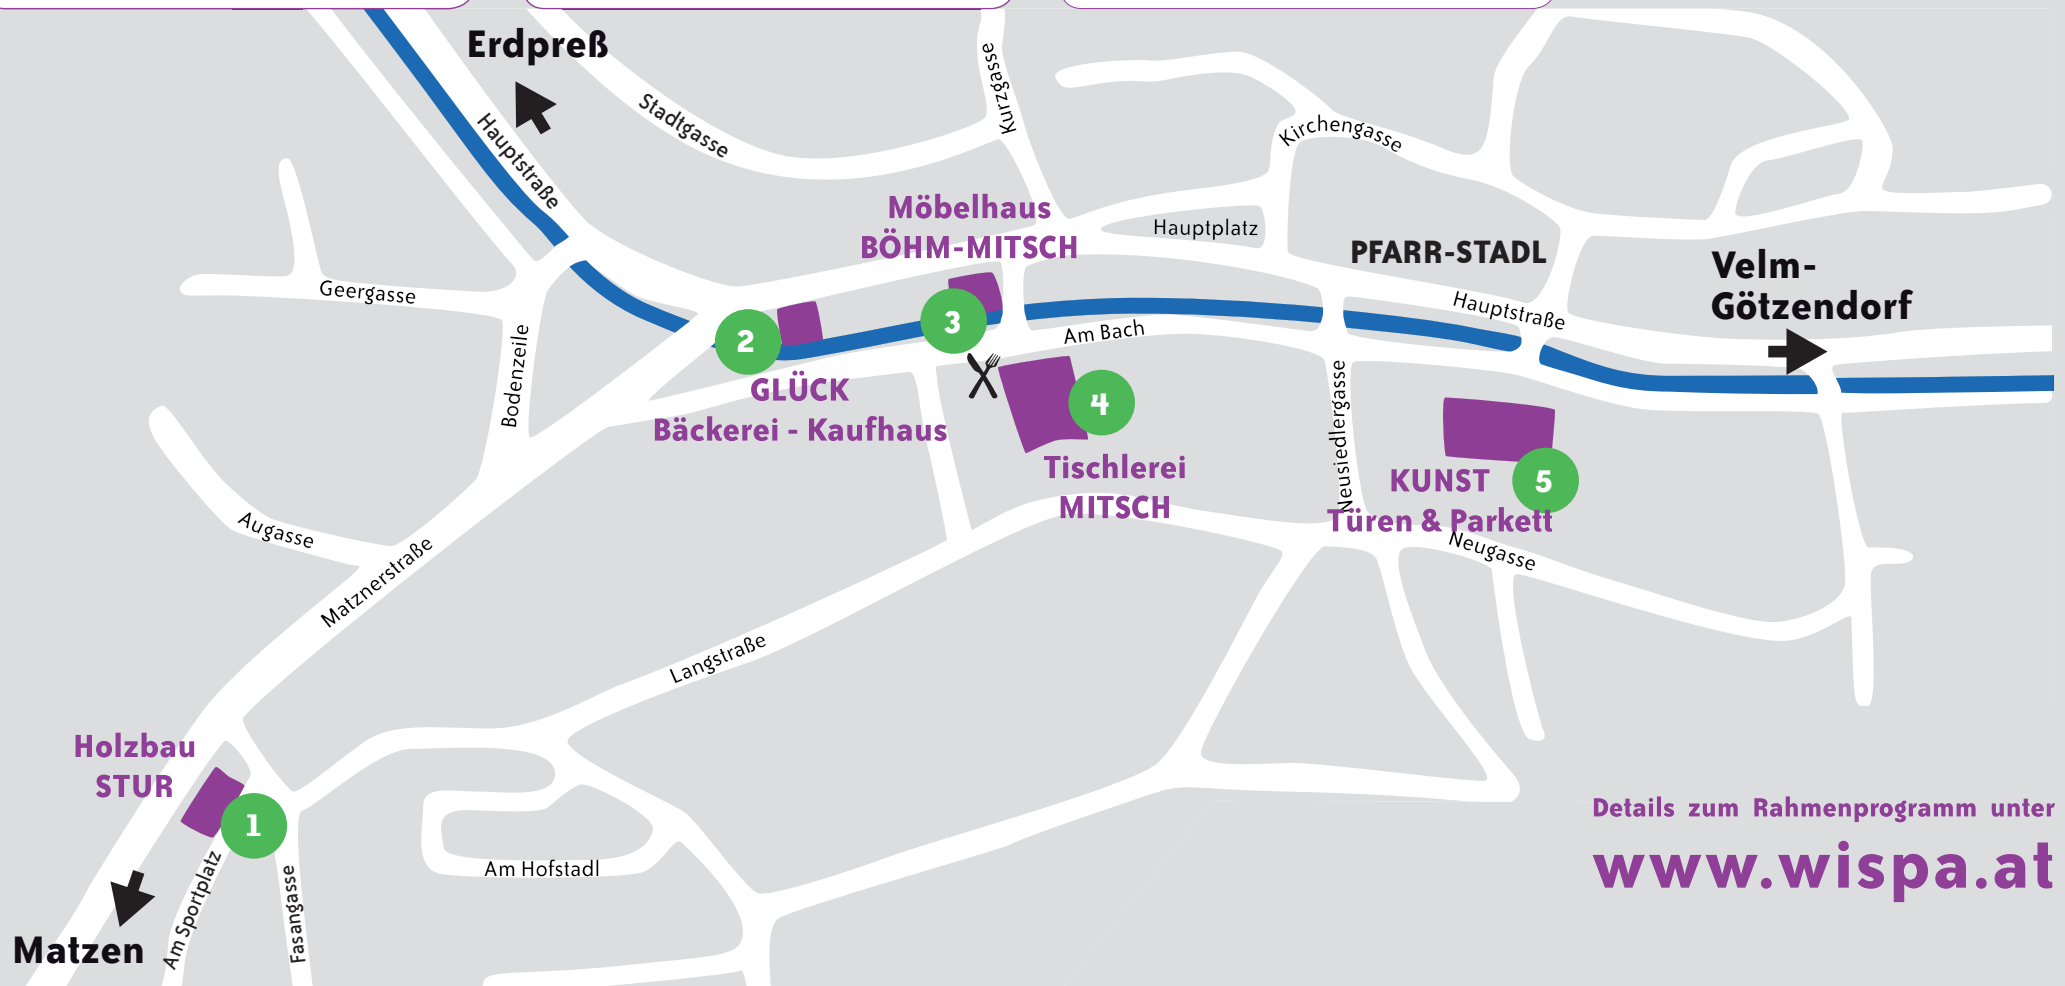 Erdpreß
Hauptstraße
Stadtgasse
Kurzgasse
Kirchengasse
Möbelhaus
BÖHM-MITSCH
Hauptplatz
PFARR-STADL
Velm-
Götzendorf
Hauptstraße
Geergasse
Bodenzeile
2
3
Am Bach
GLÜCK
Bäckerei - Kaufhaus
4
Tischlerei
MITSCH
Neusiedlergasse
KUNST
5
Türen & Parkett
Neugasse
Augasse
Matznerstraße
Langstraße
Holzbau
STUR
1
Am Hofstadl
Am Sportplatz
Fasangasse
Matzen
Details zum Rahmenprogramm unter
www.wispa.at